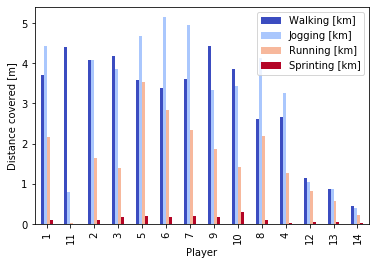 Walking [km]
Jogging [km]
Running [km]
Sprinting [km]
Distance covered [m]
5
4
3
2
1
0
1 11 2 3 5 6 7 9 10 8 4 12 13 14
Player